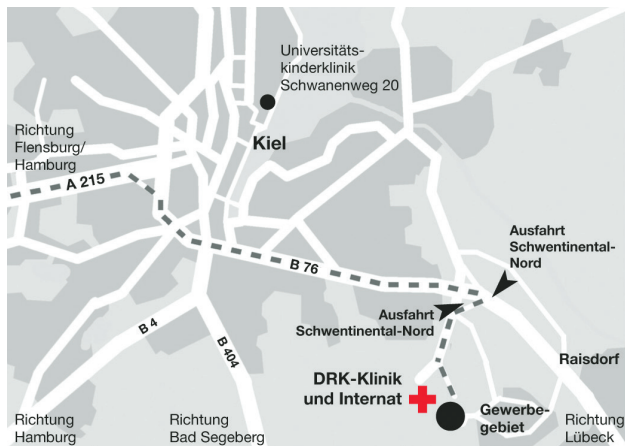 Universitäts-
kinderklinik
Schwanenweg 20
Kiel
Richtung
Flensburg/
Hamburg
A 215
Ausfahrt
Schwentinental-
Nord
B 76
Ausfahrt
Schwentinental-Nord
B 4
B 404
Raisdorf
DRK-Klinik
und Internat
Gewerbe-
gebiet
Richtung
Hamburg
Richtung
Bad Segeberg
Richtung
Lübeck